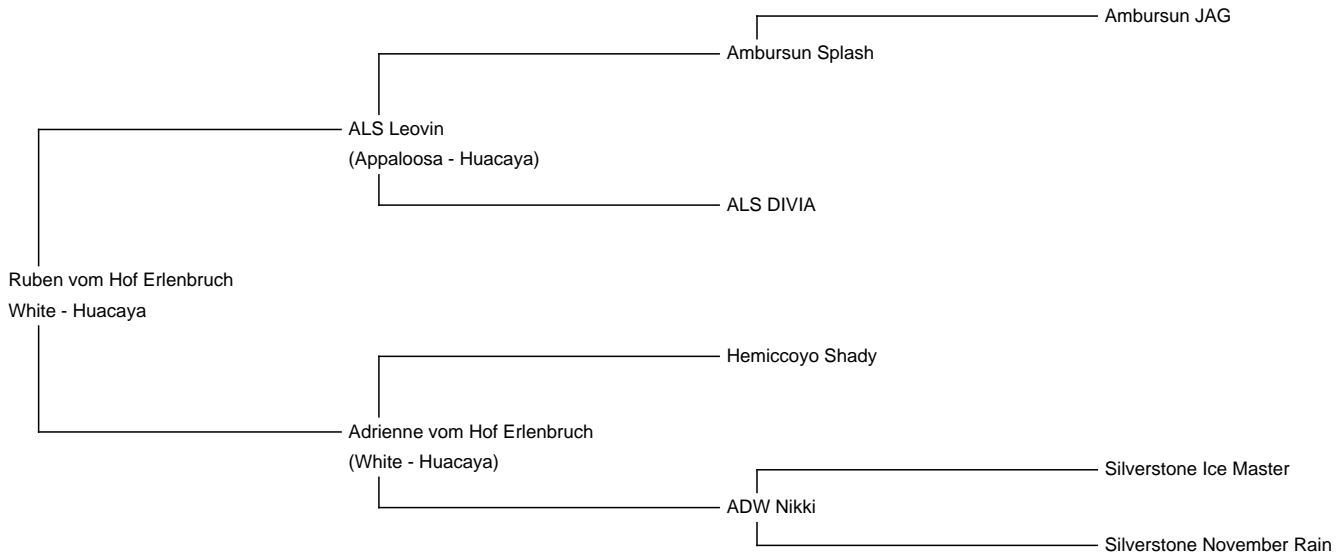 Ambursun JAG
Ambursun Splash
ALS Leovin
(Appaloosa - Huacaya)
ALS DIVIA
Ruben vom Hof Erlenbruch
White - Huacaya
Hemiccoyo Shady
Adrienne vom Hof Erlenbruch
(White - Huacaya)
Silverstone Ice Master
ADW Nikki
Silverstone November Rain